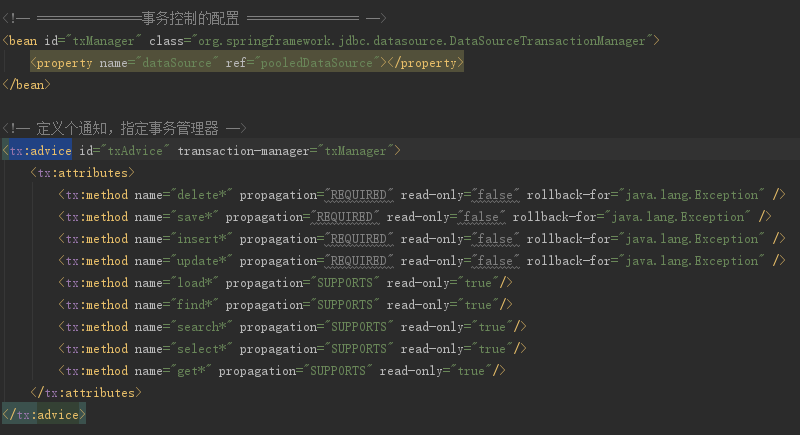 <!-- ===============事务控制的配置 ================ -->
<bean id="txManager" class="org.springframework.jdbc.datasource.DataSourceTransactionManager">
    <property name="dataSource" ref="pooledDataSource"></property>
</bean>
<!-- 定义个通知，指定事务管理器 -->
<tx:advice id="txAdvice" transaction-manager="txManager">
    <tx:attributes>
        <tx:method name="delete*" propagation="REQUIRED" read-only="false" rollback-for="java.lang.Exception" />
        <tx:method name="save*" propagation="REQUIRED" read-only="false" rollback-for="java.lang.Exception" />
        <tx:method name="insert*" propagation="REQUIRED" read-only="false" rollback-for="java.lang.Exception" />
        <tx:method name="update*" propagation="REQUIRED" read-only="false" rollback-for="java.lang.Exception" />
        <tx:method name="load*" propagation="SUPPORTS" read-only="true"/>
        <tx:method name="find*" propagation="SUPPORTS" read-only="true"/>
        <tx:method name="search*" propagation="SUPPORTS" read-only="true"/>
        <tx:method name="select*" propagation="SUPPORTS" read-only="true"/>
        <tx:method name="get*" propagation="SUPPORTS" read-only="true"/>
    </tx:attributes>
</tx:advice>